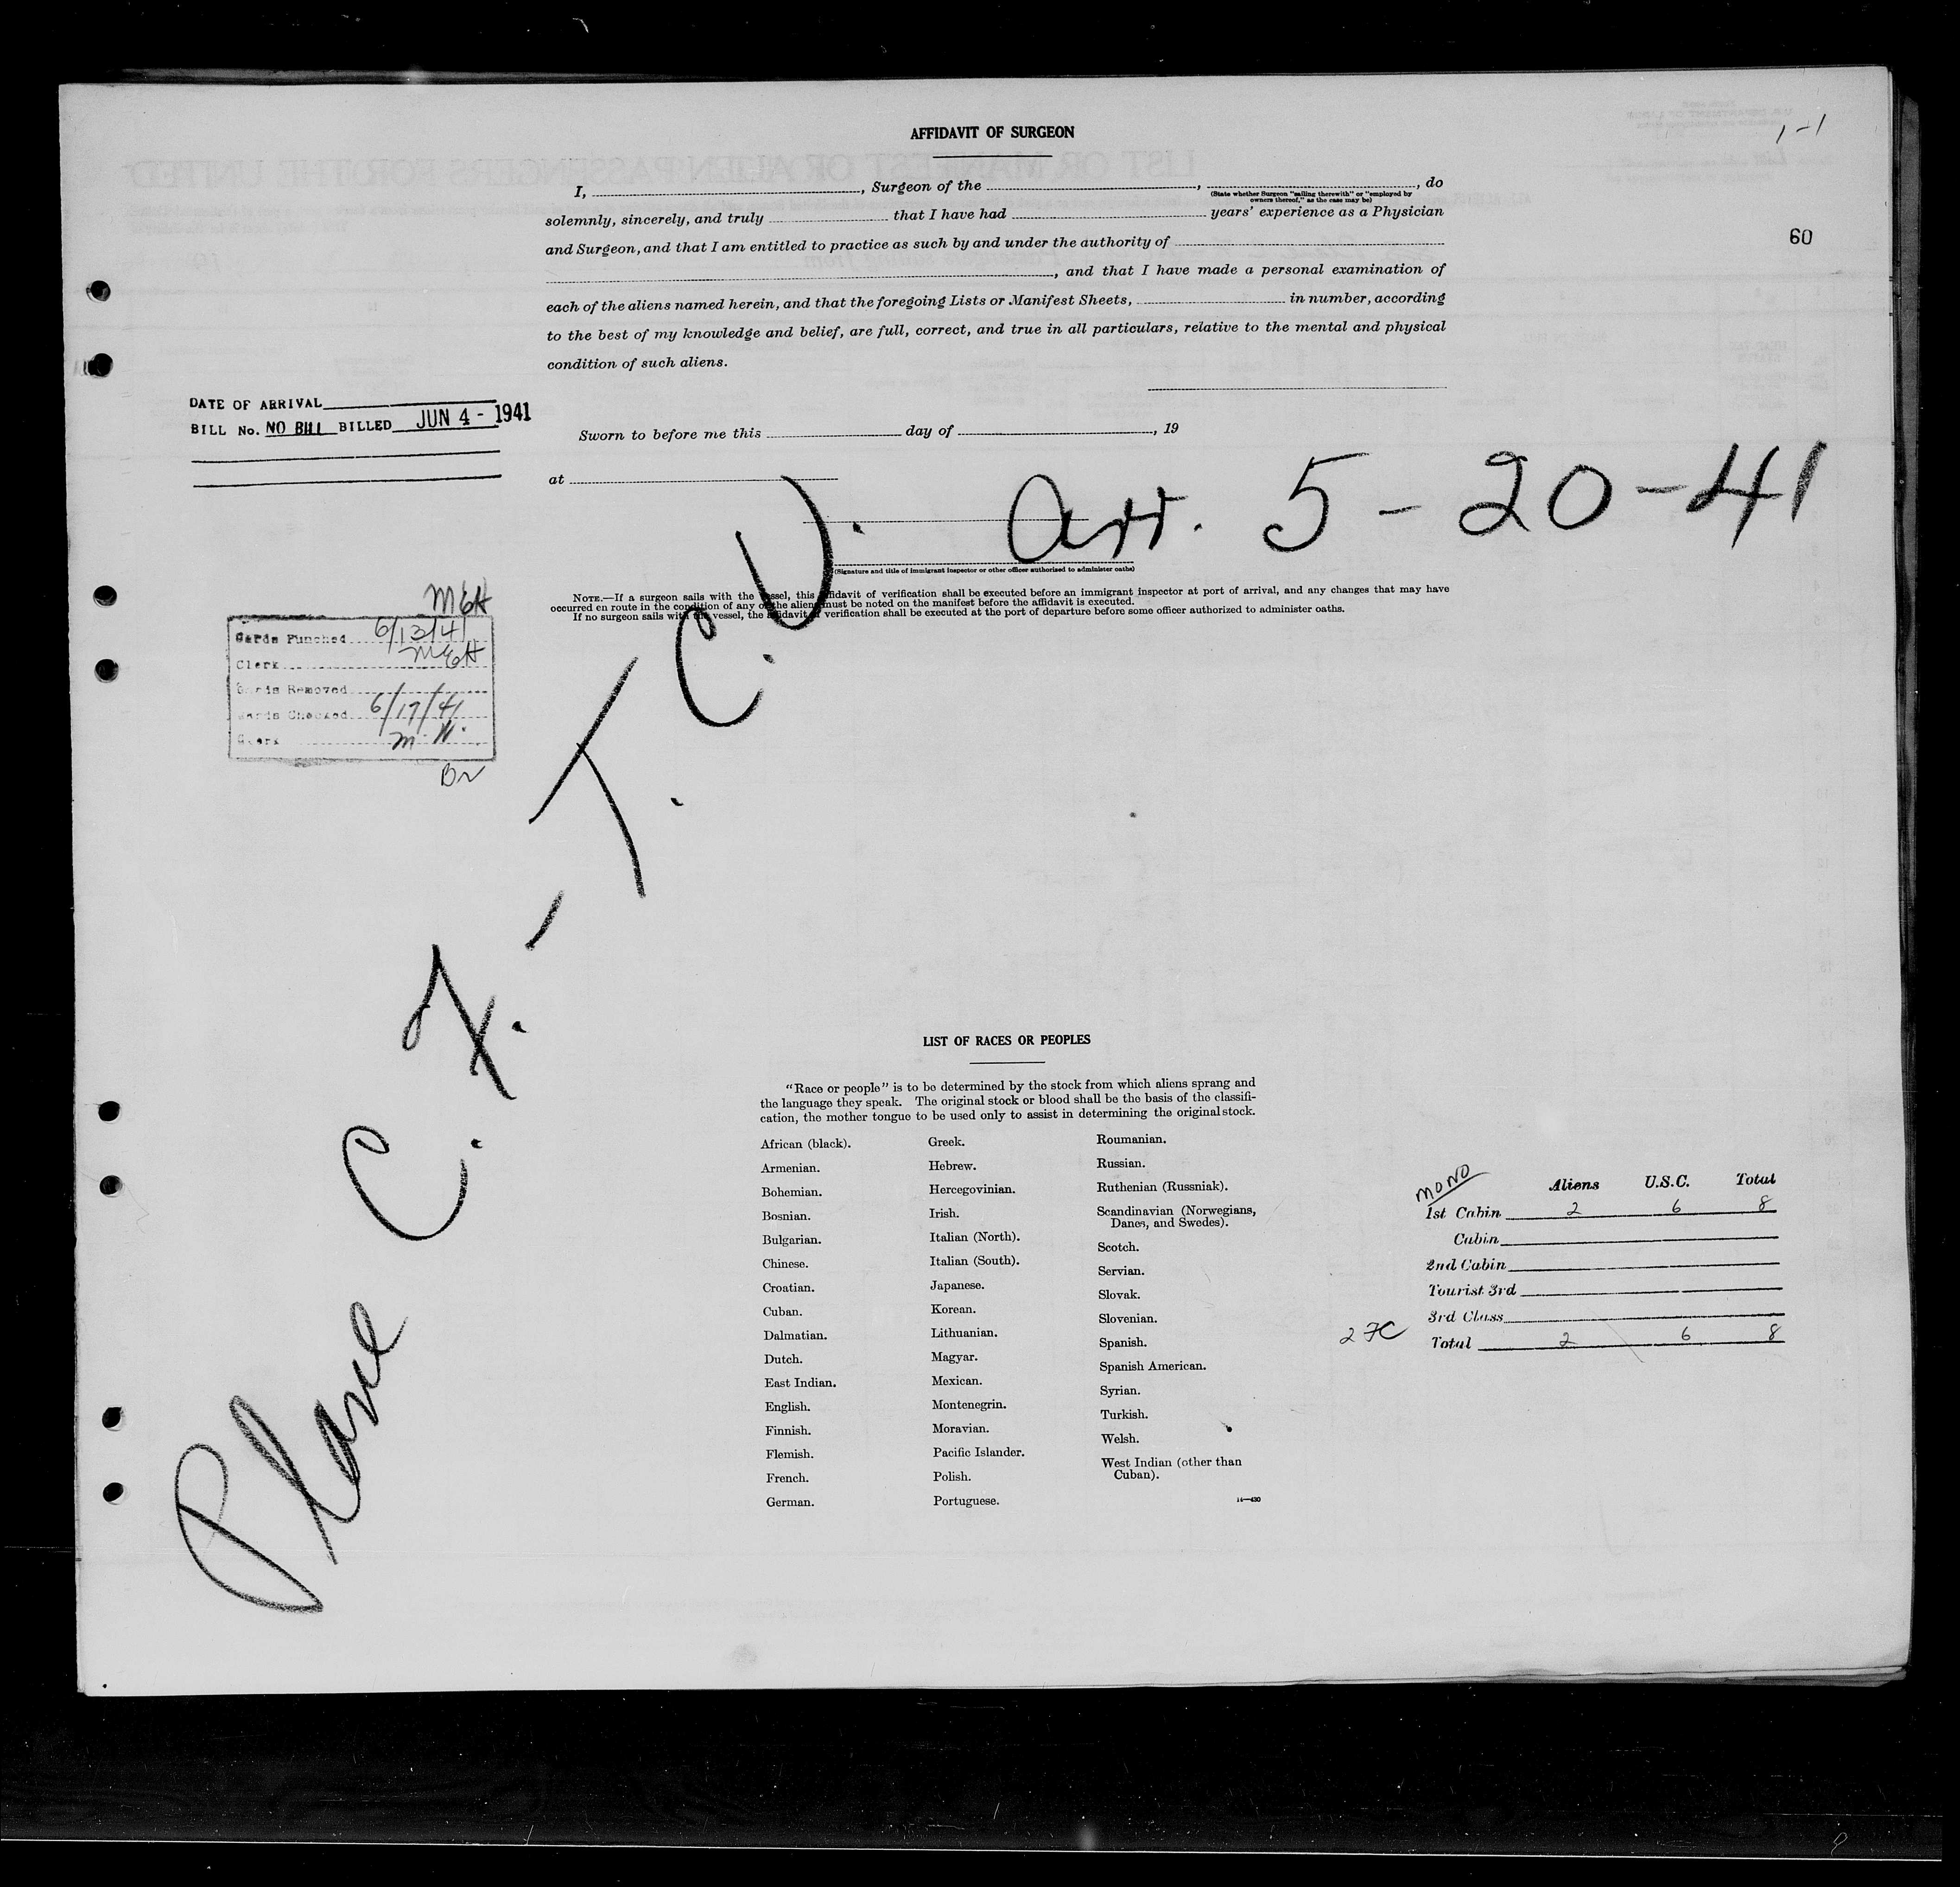 AFFIDAVIT OF SURGEON
1-1
I, , Surgeon of the , , do
(State whether Surgeon "sailing therewith" or "employed by
owners thereof," as the case may be)
solemnly, sincerely, and truly that I have had years' experience as a Physician
and Surgeon, and that I am entitled to practice as such by and under the authority of
60
, and that I have made a personal examination of
each of the aliens named herein, and that the foregoing Lists or Manifest Sheets, in number, according
to the best of my knowledge and belief, are full, correct, and true in all particulars, relative to the mental and physical
condition of such aliens.
DATE OF ARRIVAL
BILL No. NO BILL BILLED JUN 4 - 1941
Sworn to before me this day of , 19
at
Arr. 5-20-41
(Signature and title of immigrant inspector or other officer authorized to administer oaths)
NOTE.—If a surgeon sails with the vessel, this affidavit of verification shall be executed before an immigrant inspector at port of arrival, and any changes that may have
occurred en route in the condition of any of the aliens must be noted on the manifest before the affidavit is executed.
If no surgeon sails with the vessel, the affidavit of verification shall be executed at the port of departure before some officer authorized to administer oaths.
MEH
Cards Punched 6/13/41
Clerk MEH
Cards Removed
Cards Checked 6/17/41
Clerk
Plane C. F. - T. C. U.
LIST OF RACES OR PEOPLES
"Race or people" is to be determined by the stock from which aliens sprang and
the language they speak. The original stock or blood shall be the basis of the classifi-
cation, the mother tongue to be used only to assist in determining the original stock.
African (black).
Armenian.
Bohemian.
Bosnian.
Bulgarian.
Chinese.
Croatian.
Cuban.
Dalmatian.
Dutch.
East Indian.
English.
Finnish.
Flemish.
French.
German.
Greek.
Hebrew.
Hercegovinian.
Irish.
Italian (North).
Italian (South).
Japanese.
Korean.
Lithuanian.
Magyar.
Mexican.
Montenegrin.
Moravian.
Pacific Islander.
Polish.
Portuguese.
Roumanian.
Russian.
Ruthenian (Russniak).
Scandinavian (Norwegians,
Danes, and Swedes).
Scotch.
Servian.
Slovak.
Slovenian.
Spanish.
Spanish American.
Syrian.
Turkish.
Welsh.
West Indian (other than
Cuban).
14—430
MONO
Aliens U.S.C. Total
1st Cabin 2 6 8
Cabin
2nd Cabin
Tourist 3rd
3rd Class
2 FC
Total 2 6 8